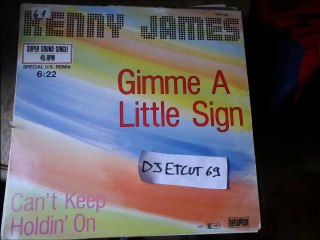 61
KENNY JAMES
SUPER SOUND SINGLE
45 RPM
SPECIAL U.S.-REMIX
6:22
Gimme A
Little Sign
DJ ETCUT 69
Can't Keep
Holdin' On